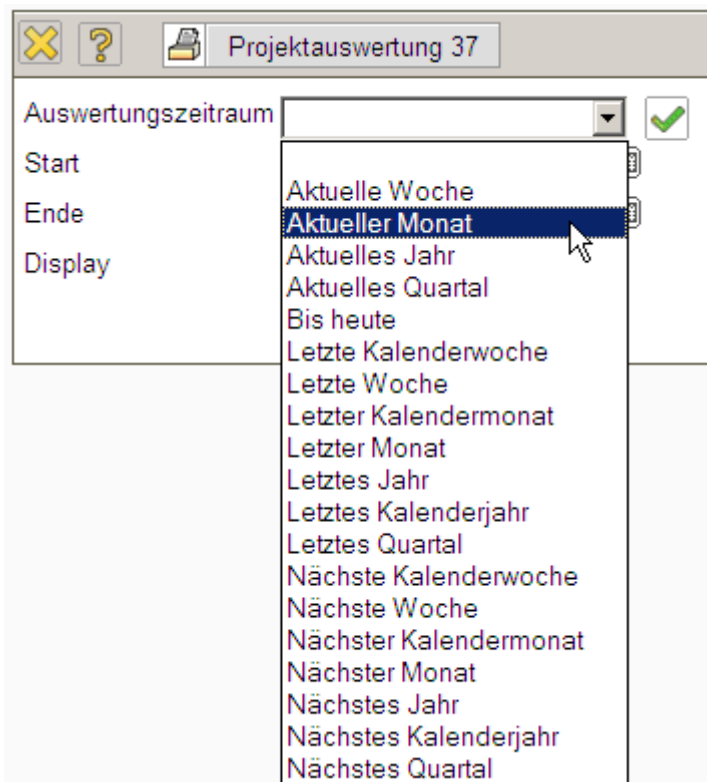 Projektauswertung 37
Auswertungszeitraum
Start
Ende
Display
Aktuelle Woche
Aktueller Monat
Aktuelles Jahr
Aktuelles Quartal
Bis heute
Letzte Kalenderwoche
Letzte Woche
Letzter Kalendermonat
Letzter Monat
Letztes Jahr
Letztes Kalenderjahr
Letztes Quartal
Nächste Kalenderwoche
Nächste Woche
Nächster Kalendermonat
Nächster Monat
Nächstes Jahr
Nächstes Kalenderjahr
Nächstes Quartal